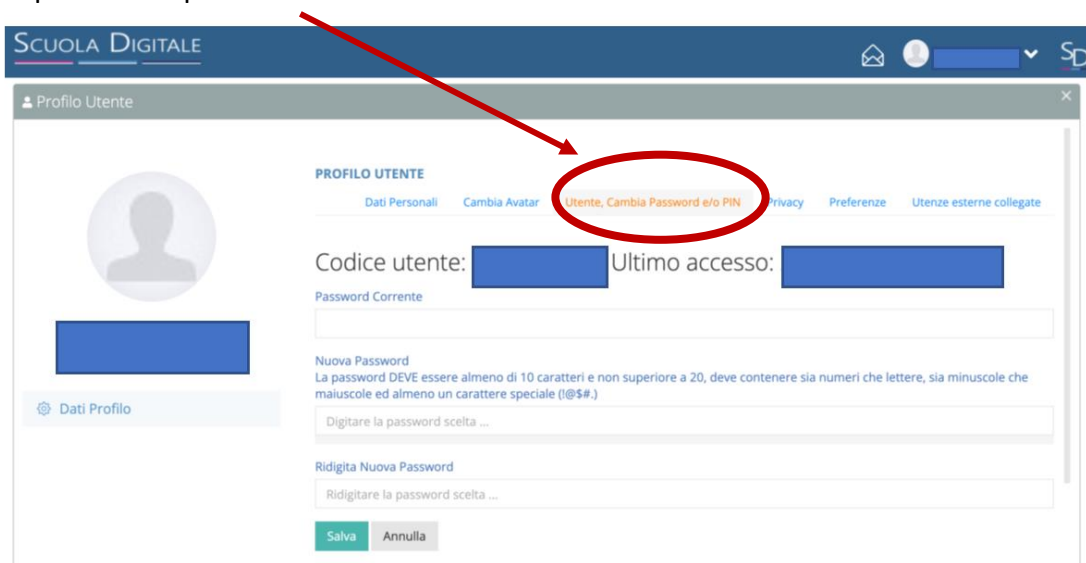 SCUOLA DIGITALE
SD
Profilo Utente
PROFILO UTENTE
Dati Personali Cambia Avatar Utente, Cambia Password e/o PIN Privacy Preferenze Utenze esterne collegate
Codice utente: Ultimo accesso:
Password Corrente
Nuova Password
La password DEVE essere almeno di 10 caratteri e non superiore a 20, deve contenere sia numeri che lettere, sia minuscole che
maiuscole ed almeno un carattere speciale (!@$#.)
Dati Profilo
Digitare la password scelta ...
Ridigita Nuova Password
Ridigitare la password scelta ...
Salva Annulla